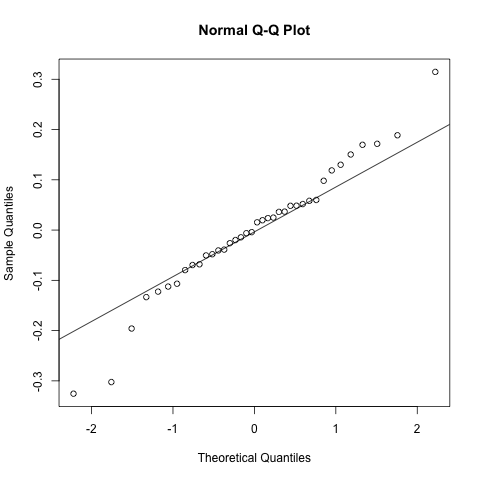 Normal Q-Q Plot
0.3
0.2
0.1
0.0
-0.1
-0.2
-0.3
Sample Quantiles
-2 -1 0 1 2
Theoretical Quantiles